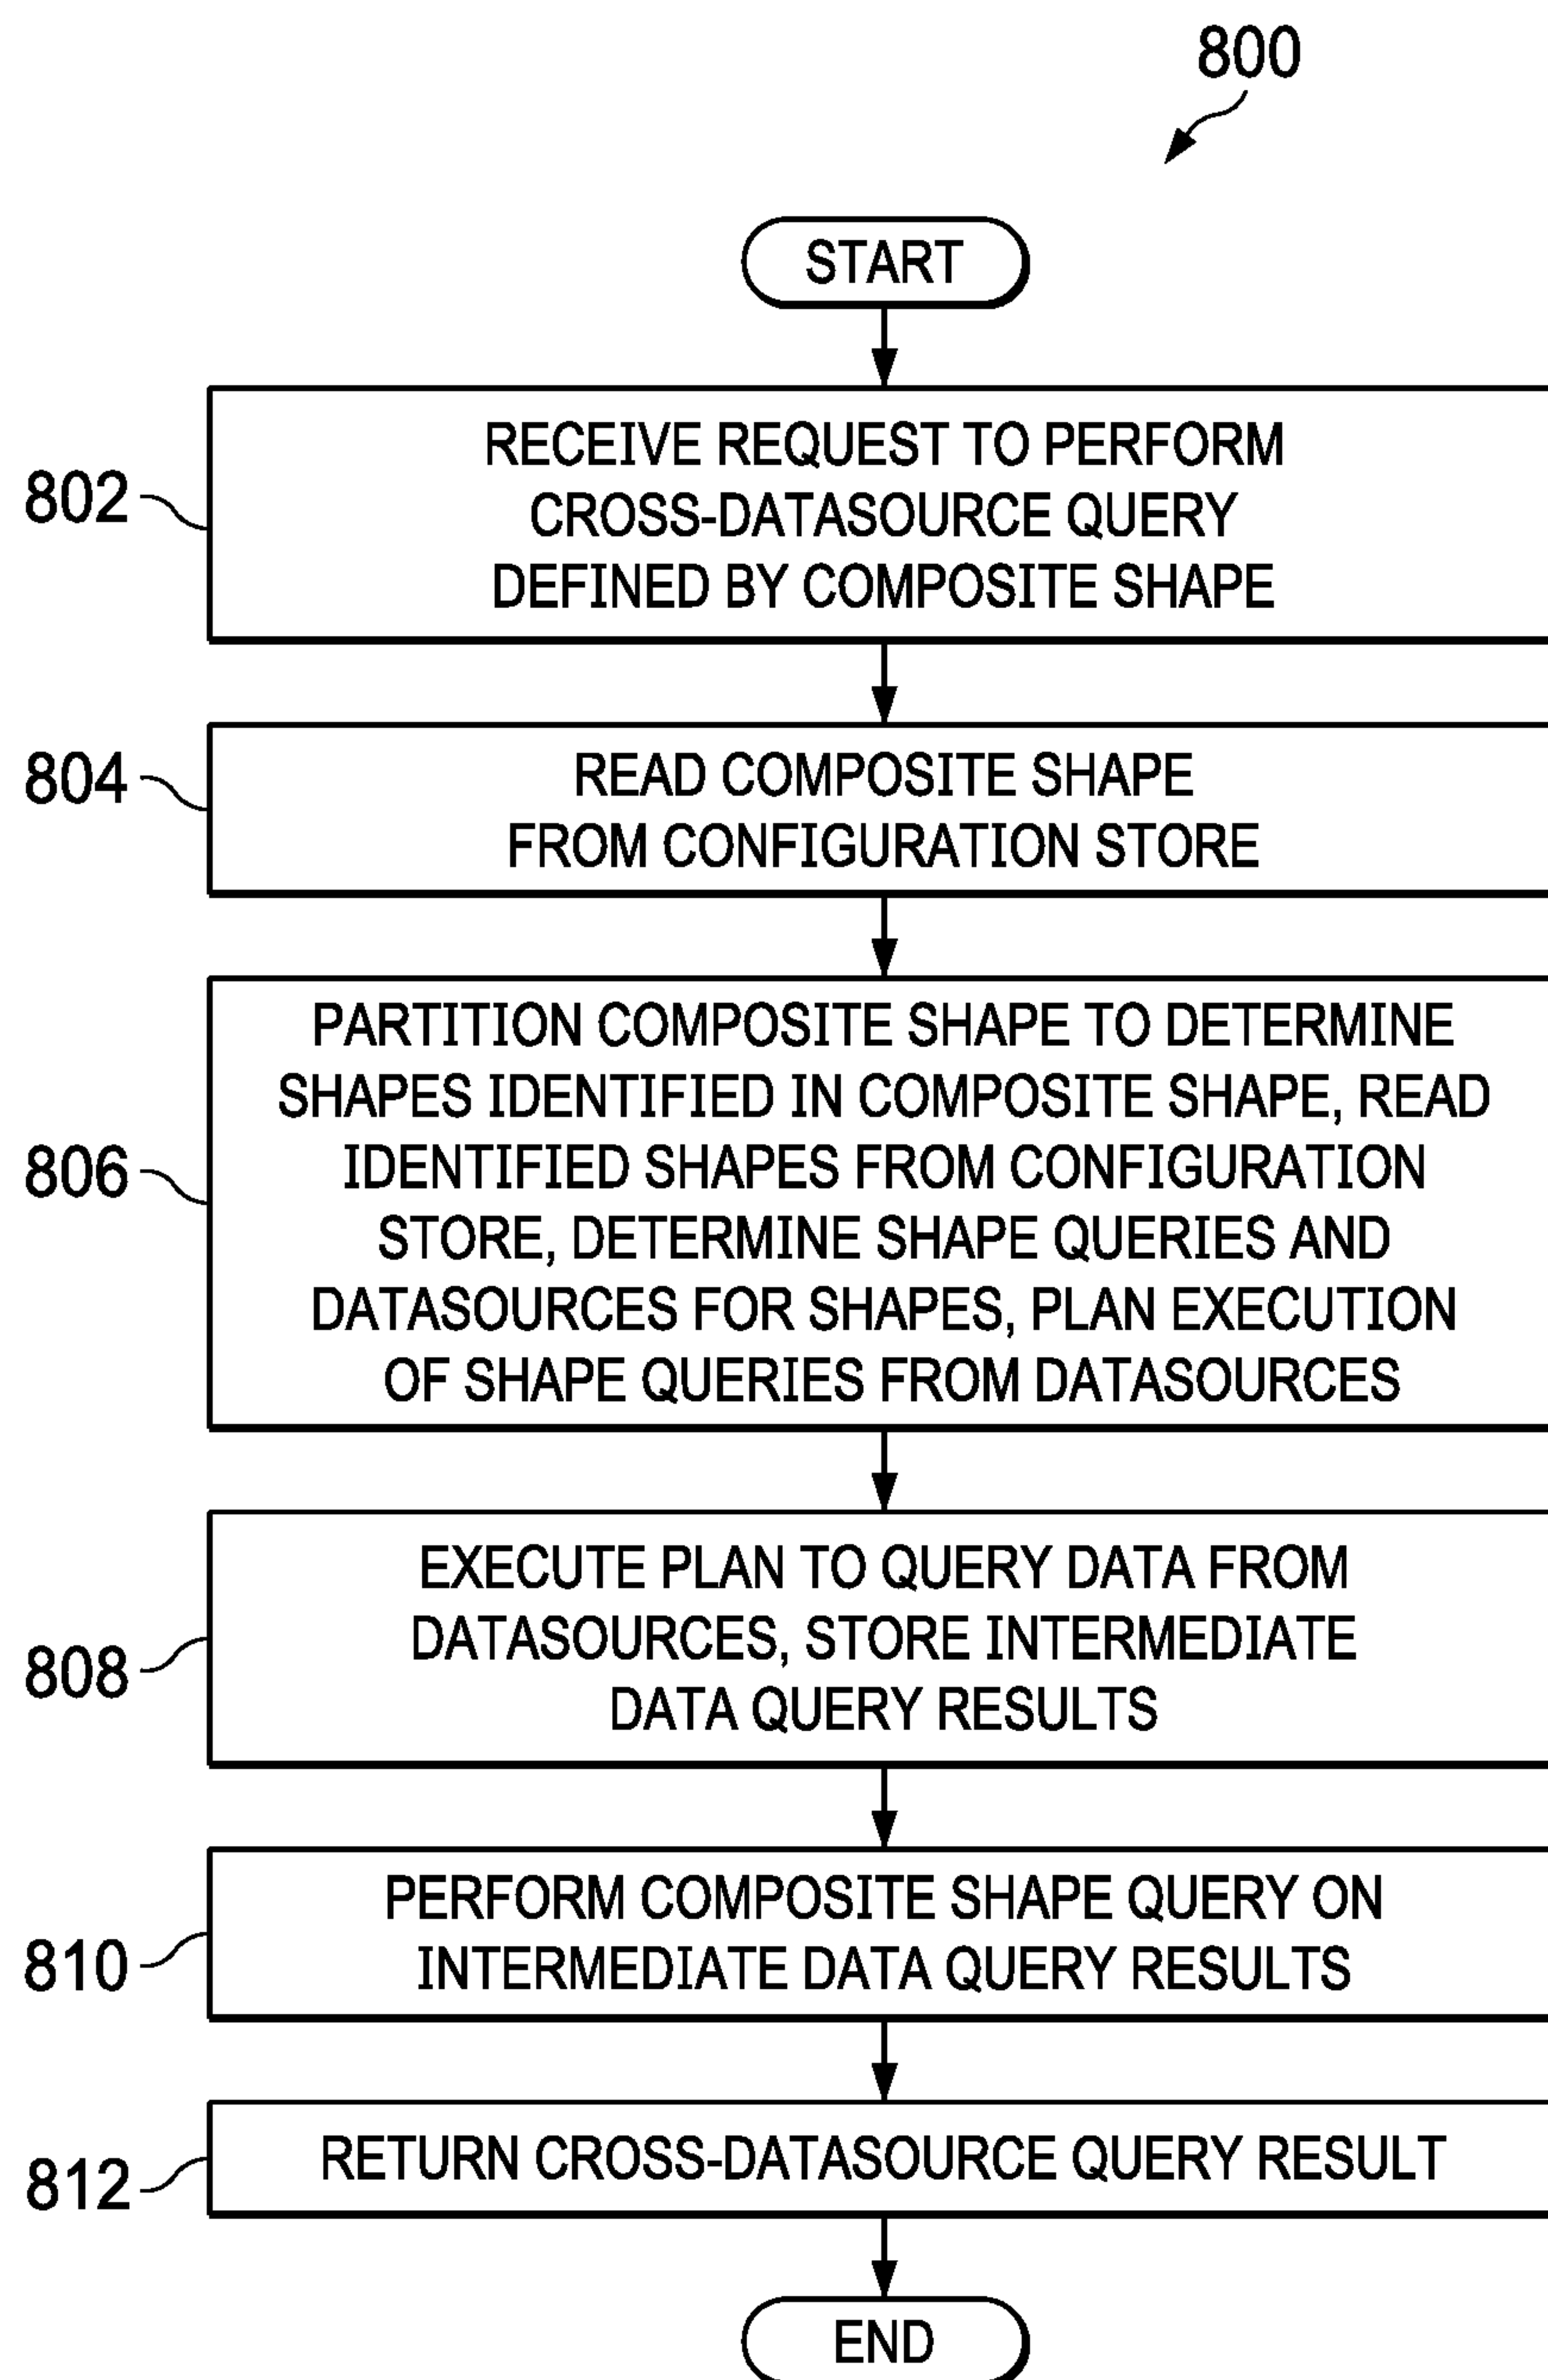 800
START
802
RECEIVE REQUEST TO PERFORM
CROSS-DATASOURCE QUERY
DEFINED BY COMPOSITE SHAPE
804
READ COMPOSITE SHAPE
FROM CONFIGURATION STORE
806
PARTITION COMPOSITE SHAPE TO DETERMINE
SHAPES IDENTIFIED IN COMPOSITE SHAPE, READ
IDENTIFIED SHAPES FROM CONFIGURATION
STORE, DETERMINE SHAPE QUERIES AND
DATASOURCES FOR SHAPES, PLAN EXECUTION
OF SHAPE QUERIES FROM DATASOURCES
808
EXECUTE PLAN TO QUERY DATA FROM
DATASOURCES, STORE INTERMEDIATE
DATA QUERY RESULTS
810
PERFORM COMPOSITE SHAPE QUERY ON
INTERMEDIATE DATA QUERY RESULTS
812
RETURN CROSS-DATASOURCE QUERY RESULT
END